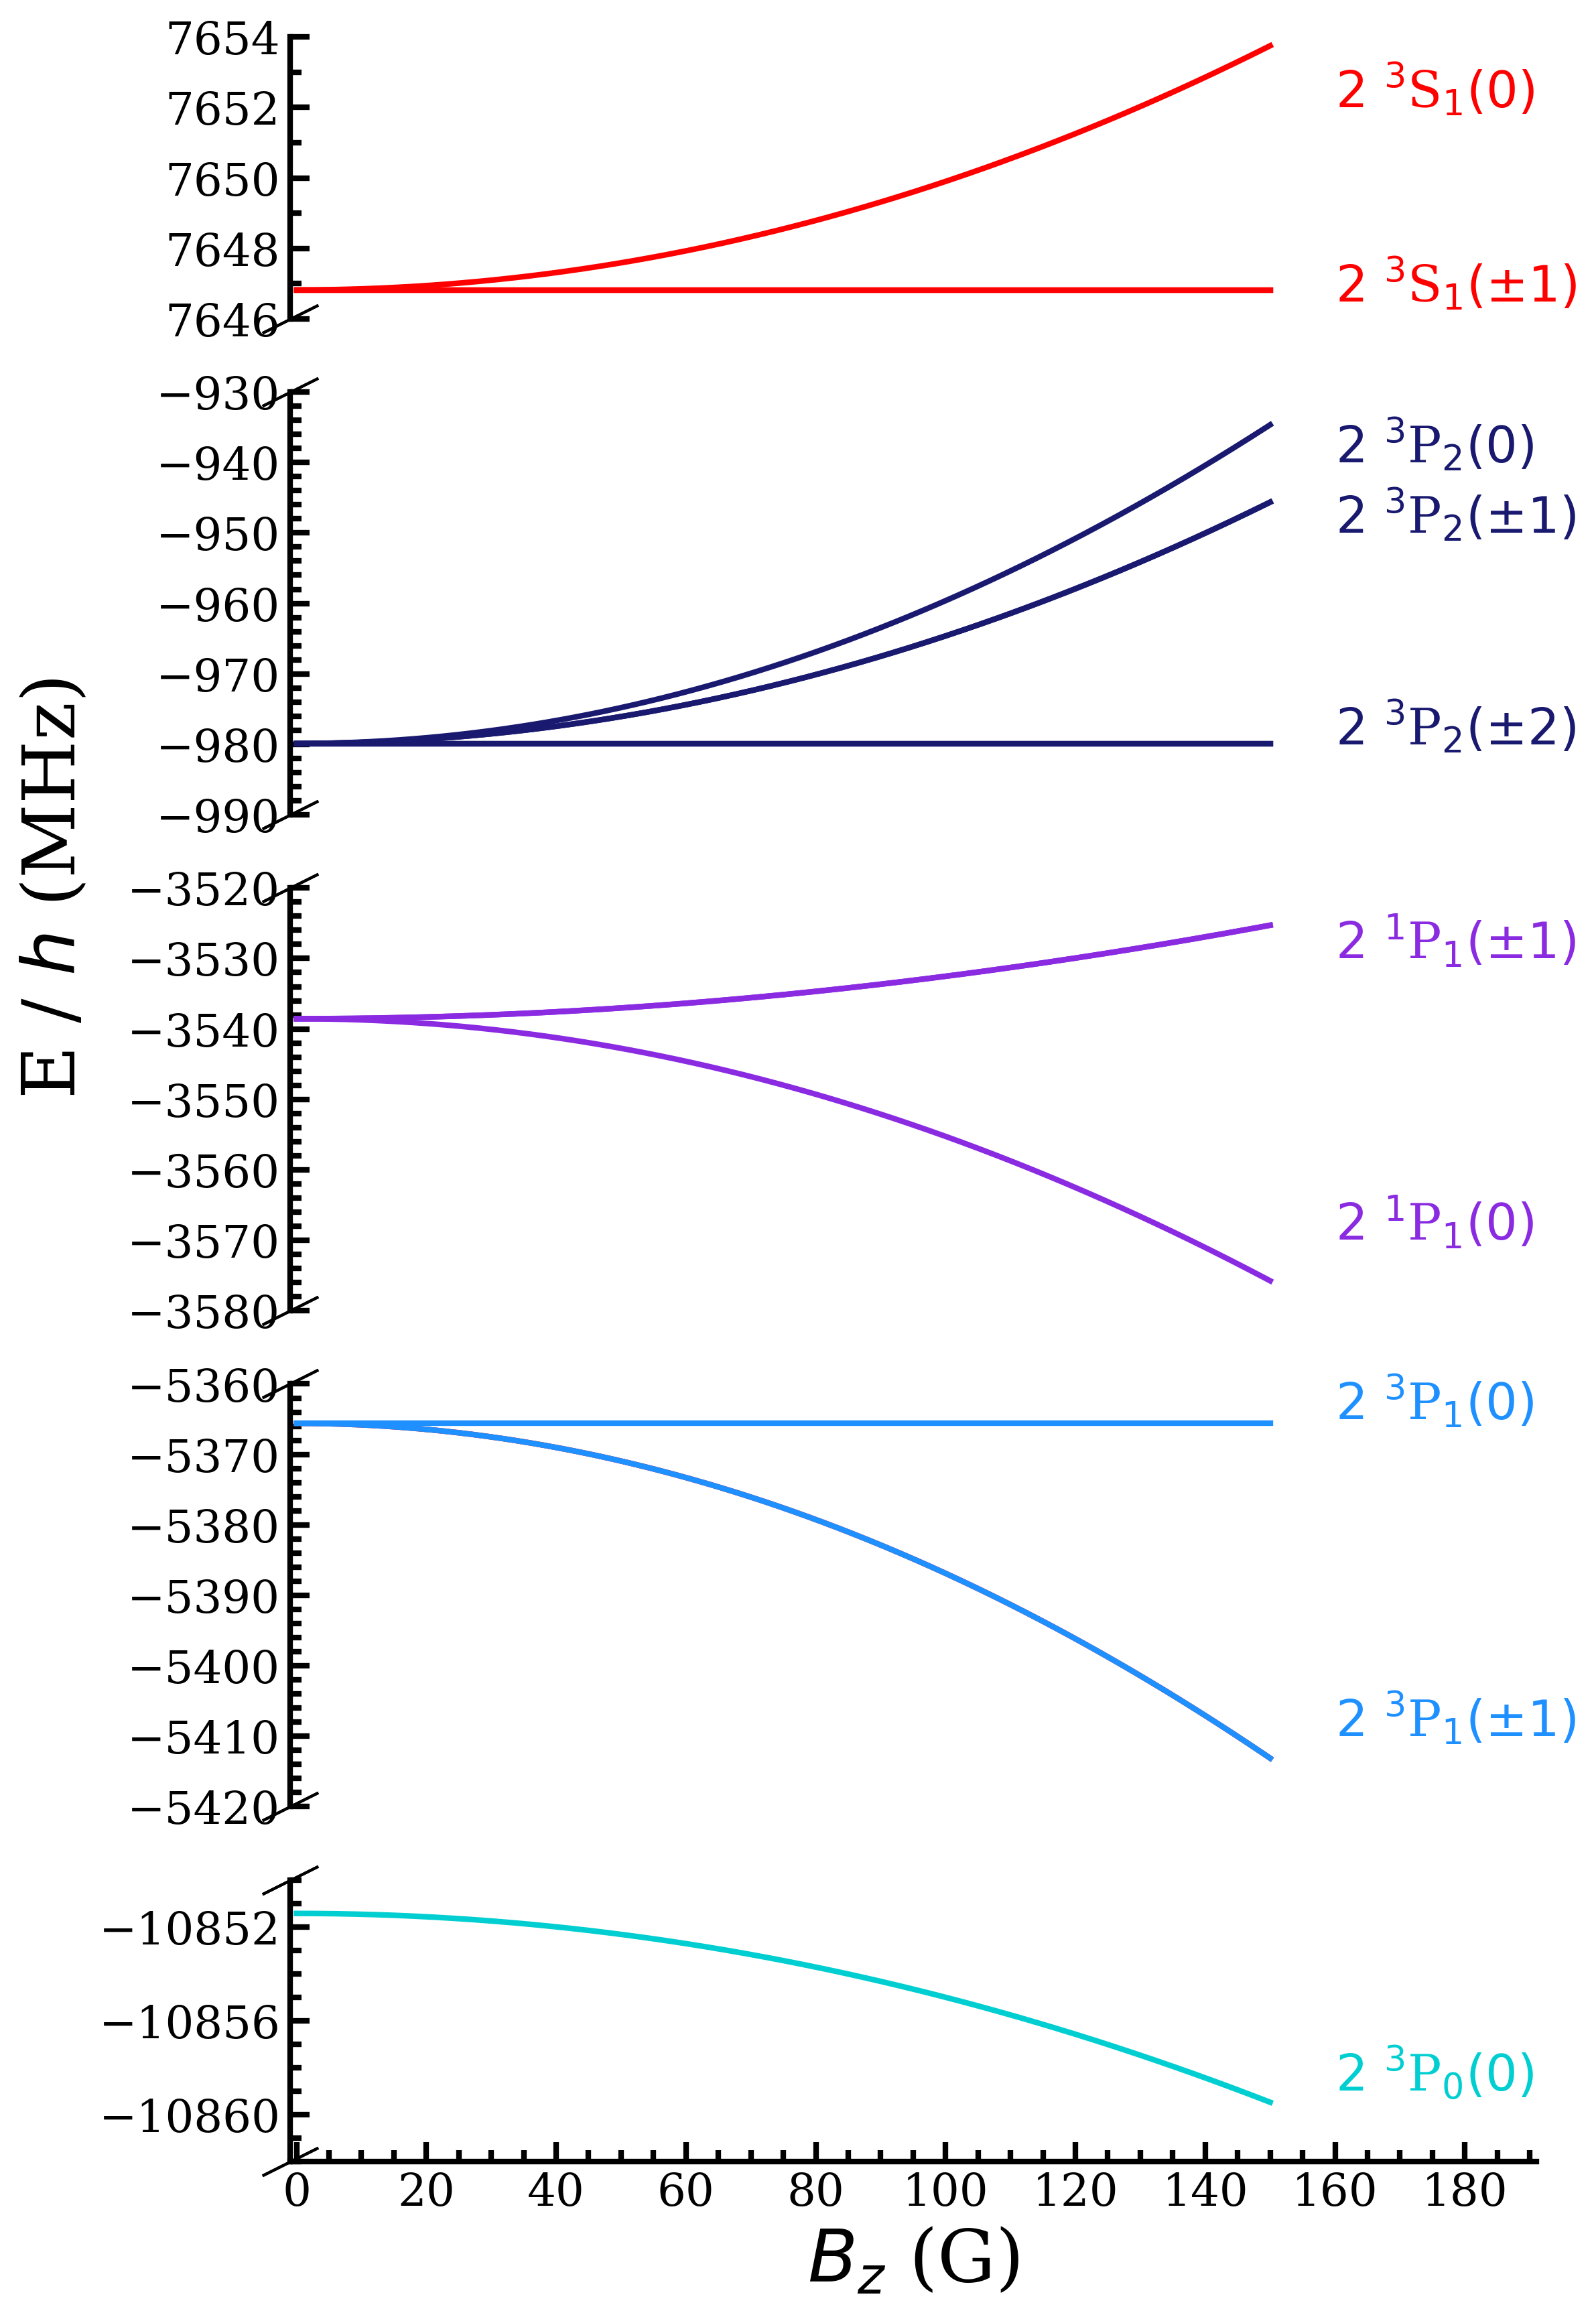 7654
7652
7650
7648
7646
2 ³S₁(0)
2 ³S₁(±1)
−930
−940
−950
−960
−970
−980
−990
2 ³P₂(0)
2 ³P₂(±1)
2 ³P₂(±2)
E / h (MHz)
−3520
−3530
−3540
−3550
−3560
−3570
−3580
2 ¹P₁(±1)
2 ¹P₁(0)
−5360
−5370
−5380
−5390
−5400
−5410
−5420
2 ³P₁(0)
2 ³P₁(±1)
−10852
−10856
−10860
2 ³P₀(0)
0 20 40 60 80 100 120 140 160 180
B_z (G)